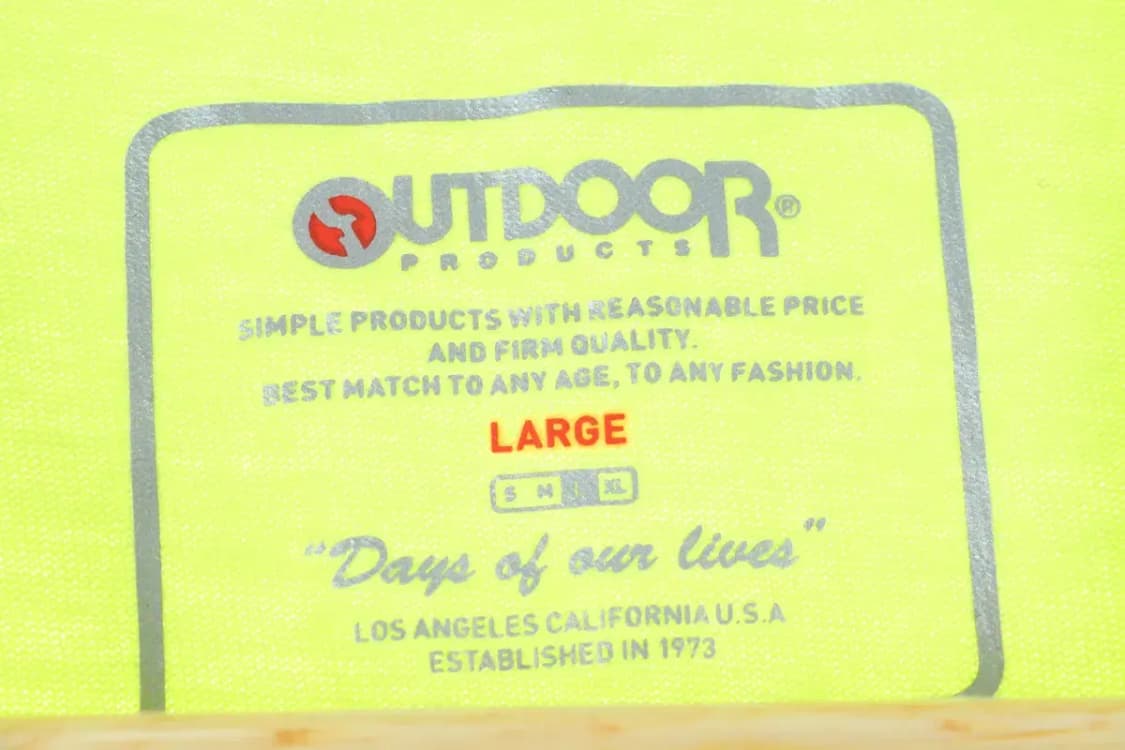 OUTDOOR®
PRODUCTS
SIMPLE PRODUCTS WITH REASONABLE PRICE
AND FIRM QUALITY.
BEST MATCH TO ANY AGE, TO ANY FASHION.
LARGE
S M L XL
"Days of our lives"
LOS ANGELES CALIFORNIA U.S.A
ESTABLISHED IN 1973